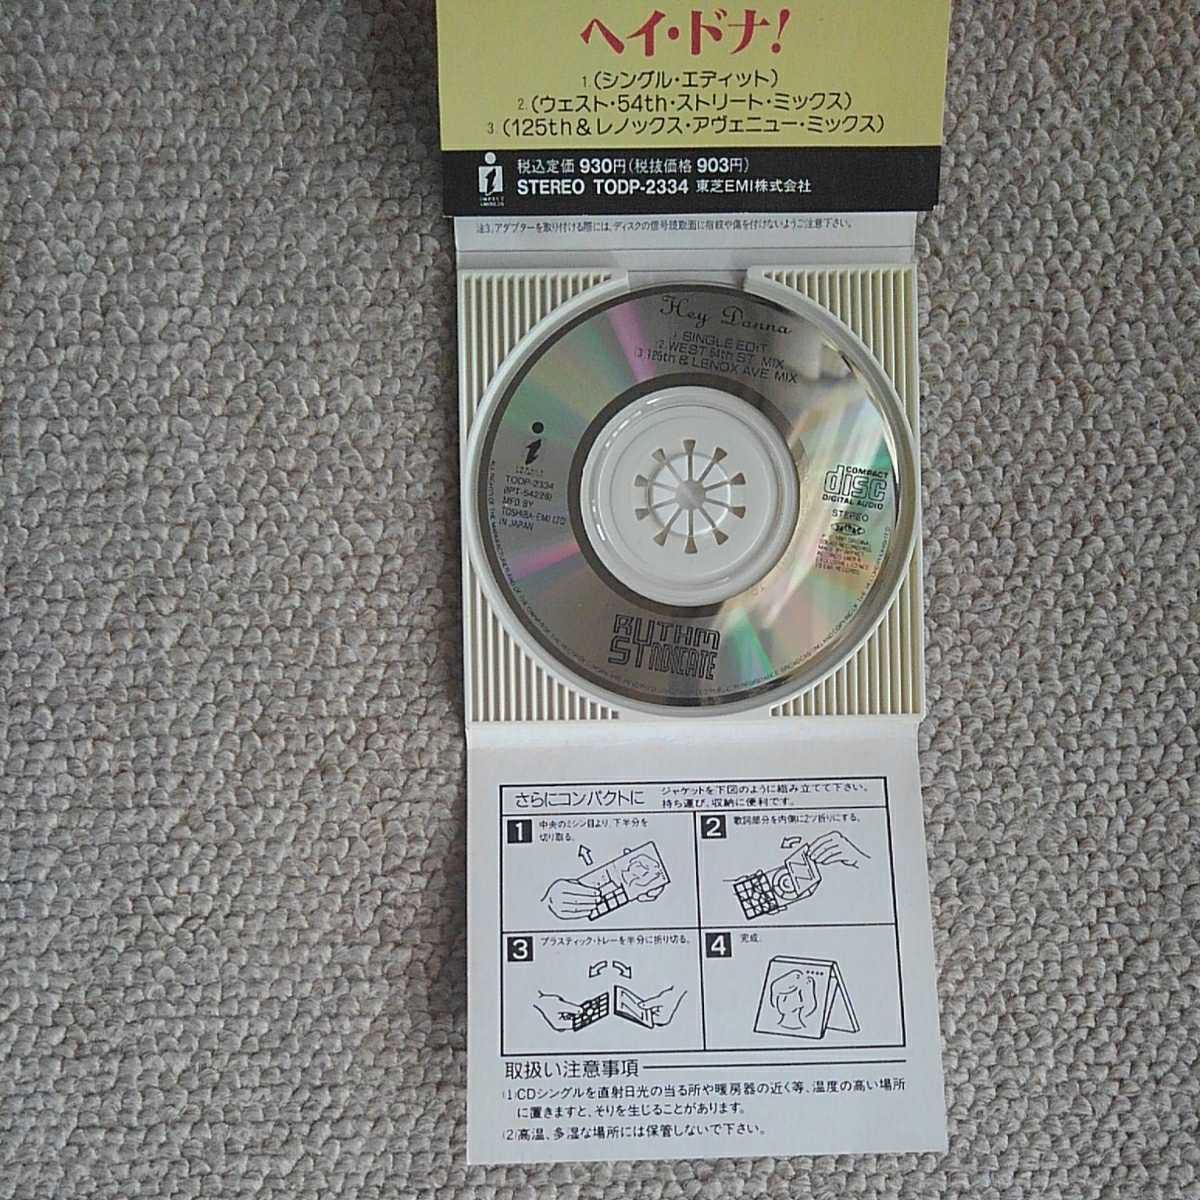 ヘイ・ドナ!
1.(シングル・エディット)
2.(ウェスト・54th・ストリート・ミックス)
3.(125th&レノックス・アヴェニュー・ミックス)
税込定価 930円(税抜価格 903円)
STEREO TODP-2334 東芝EMI株式会社
注3.アダプターを取り付ける際には、ディスクの信号読取面に指紋や傷を付けないようご注意下さい。
Hey Donna
1. SINGLE EDIT
(2.)WEST 54th ST. MIX
(3.)125th & LENOX AVE. MIX
TODP-2334
(IPT-54228)
MFD. BY
TOSHIBA-EMI LTD
IN JAPAN
COMPACT
disc
DIGITAL AUDIO
STEREO
RYTHM
SYNDICATE
さらにコンパクトに
ジャケットを下図のように組み立てて下さい。
持ち運び、収納に便利です。
1 中央のミシン目より、下半分を
切り取る。
2 歌詞部分を内側に2ツ折りにする。
3 プラスティック・トレーを半分に折り切る。
4 完成.
取扱い注意事項
(1)CDシングルを直射日光の当る所や暖房器の近く等、温度の高い場所
に置きますと、そりを生じることがあります。
(2)高温、多湿な場所には保管しないで下さい。